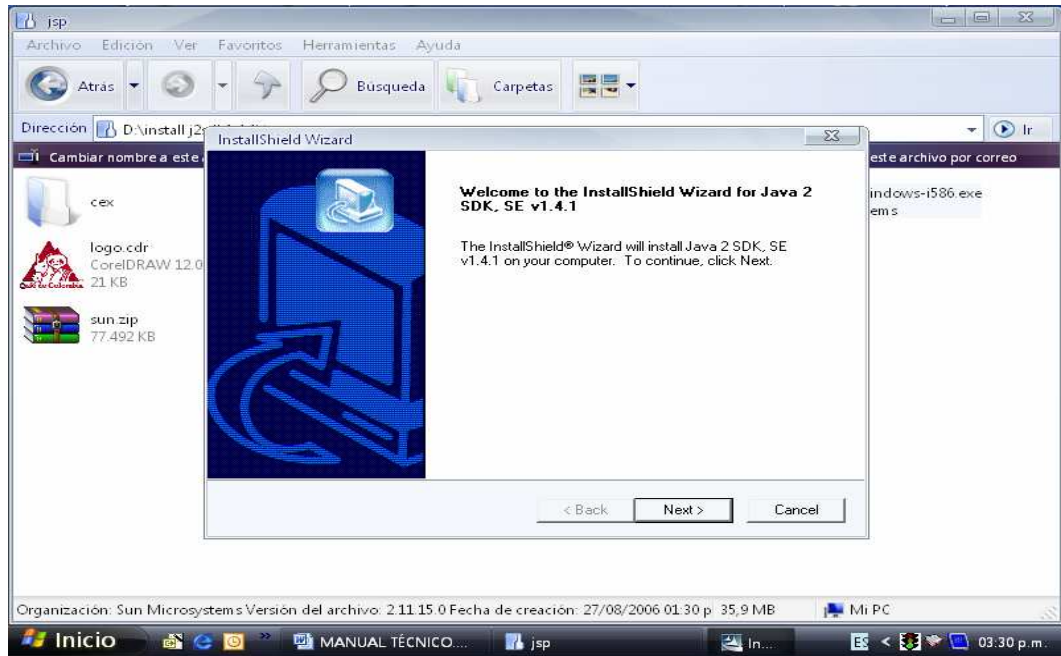 jsp
Archivo Edición Ver Favoritos Herramientas Ayuda
Atrás Búsqueda Carpetas
Dirección D:\install Ir
Cambiar nombre a este este archivo por correo
cex
logo.cdr
CorelDRAW 12.0
21 KB
sun.zip
77.492 KB
indows-i586.exe
ems
InstallShield Wizard
Welcome to the InstallShield Wizard for Java 2
SDK, SE v1.4.1
The InstallShield® Wizard will install Java 2 SDK, SE
v1.4.1 on your computer. To continue, click Next.
< Back Next > Cancel
Organización: Sun Microsystems Versión del archivo: 2.11.15.0 Fecha de creación: 27/08/2006 01:30 p 35,9 MB Mi PC
Inicio » MANUAL TÉCNICO.... jsp In... ES < 03:30 p.m.